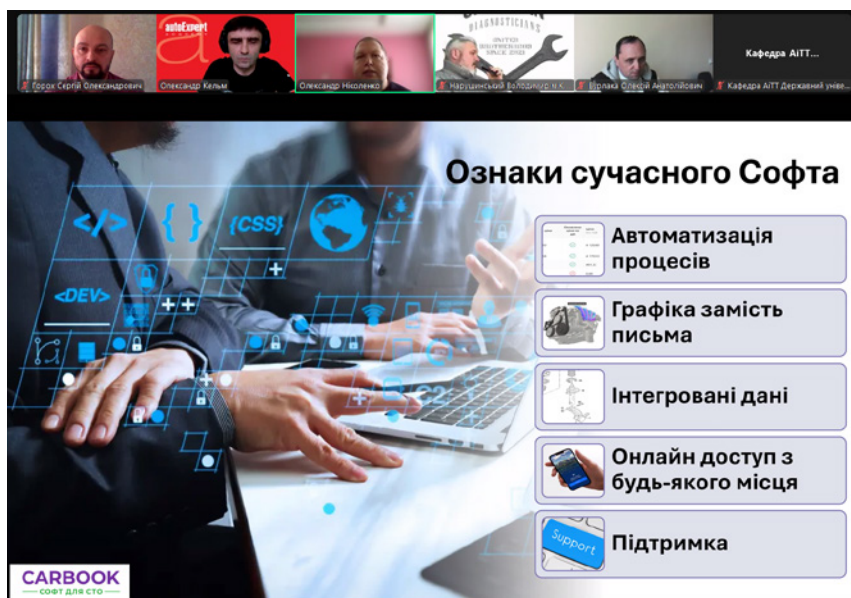 autoExpert
DIAGNOSTICIANS
Кафедра АіТТ...
Горох Сергій Олександрович
Олександр Кельм
Олександр Ніколенко
Нарушинський Володимир м.К
Олексій Анатолійович
Кафедра АіТТ Державний уніве...
Ознаки сучасного Софта
Автоматизація
процесів
Графіка замість
письма
Інтегровані дані
Онлайн доступ з
будь-якого місця
Підтримка
Support
</>
{ }
{CSS}
<DEV>
CARBOOK
СОФТ ДЛЯ СТО